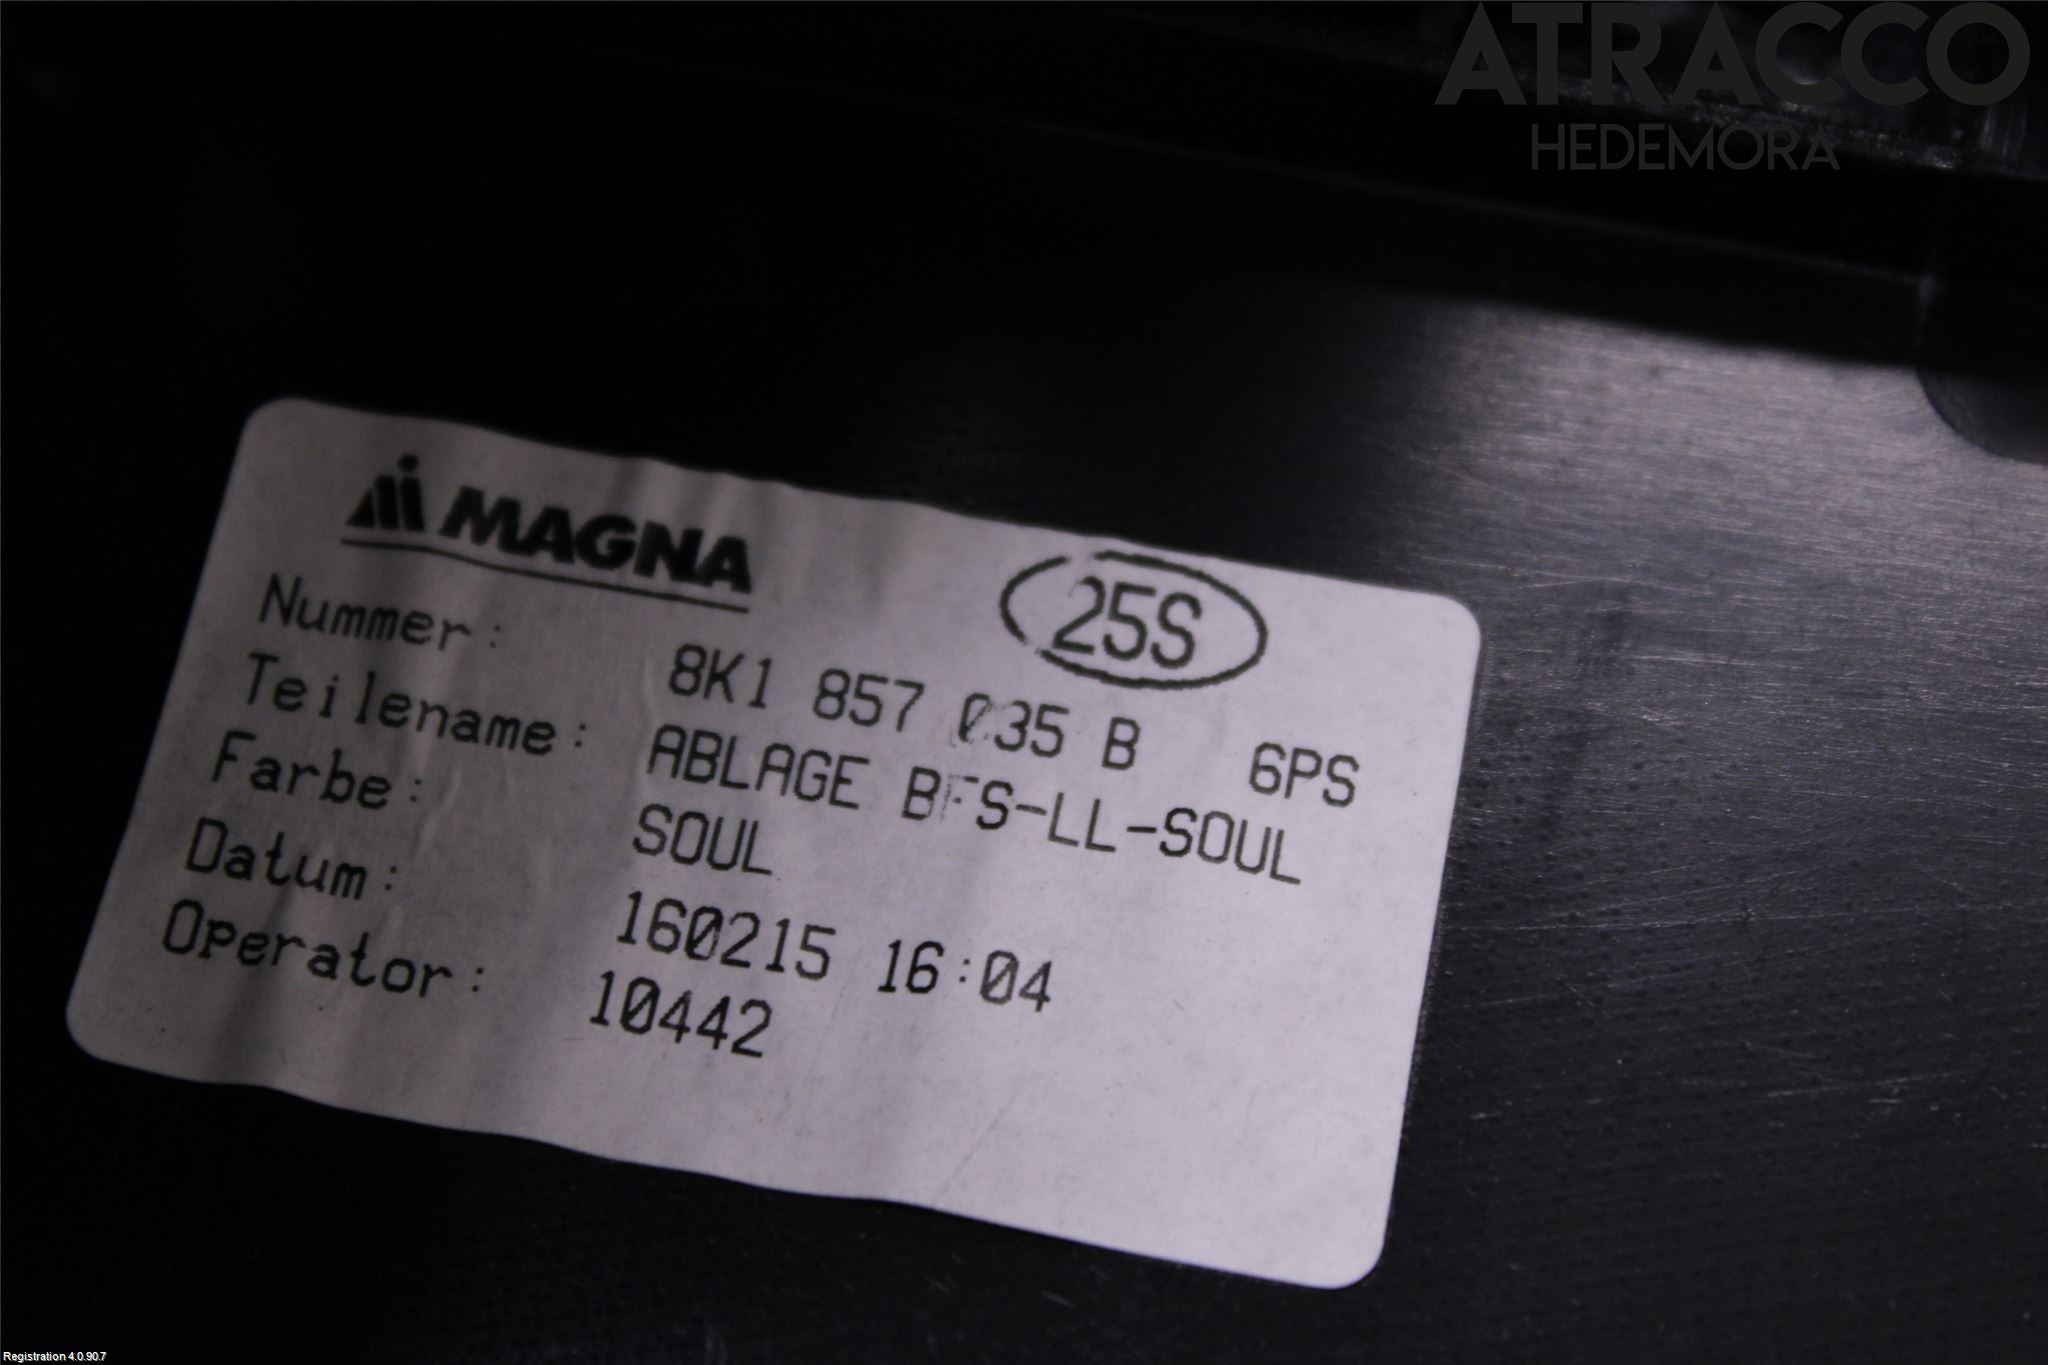 ATRACCO
HEDEMORA
MAGNA
25S
Nummer: 8K1 857 035 B 6PS
Teilename: ABLAGE BFS-LL-SOUL
Farbe: SOUL
Datum: 160215 16:04
Operator: 10442
Registration 4.0.90.7